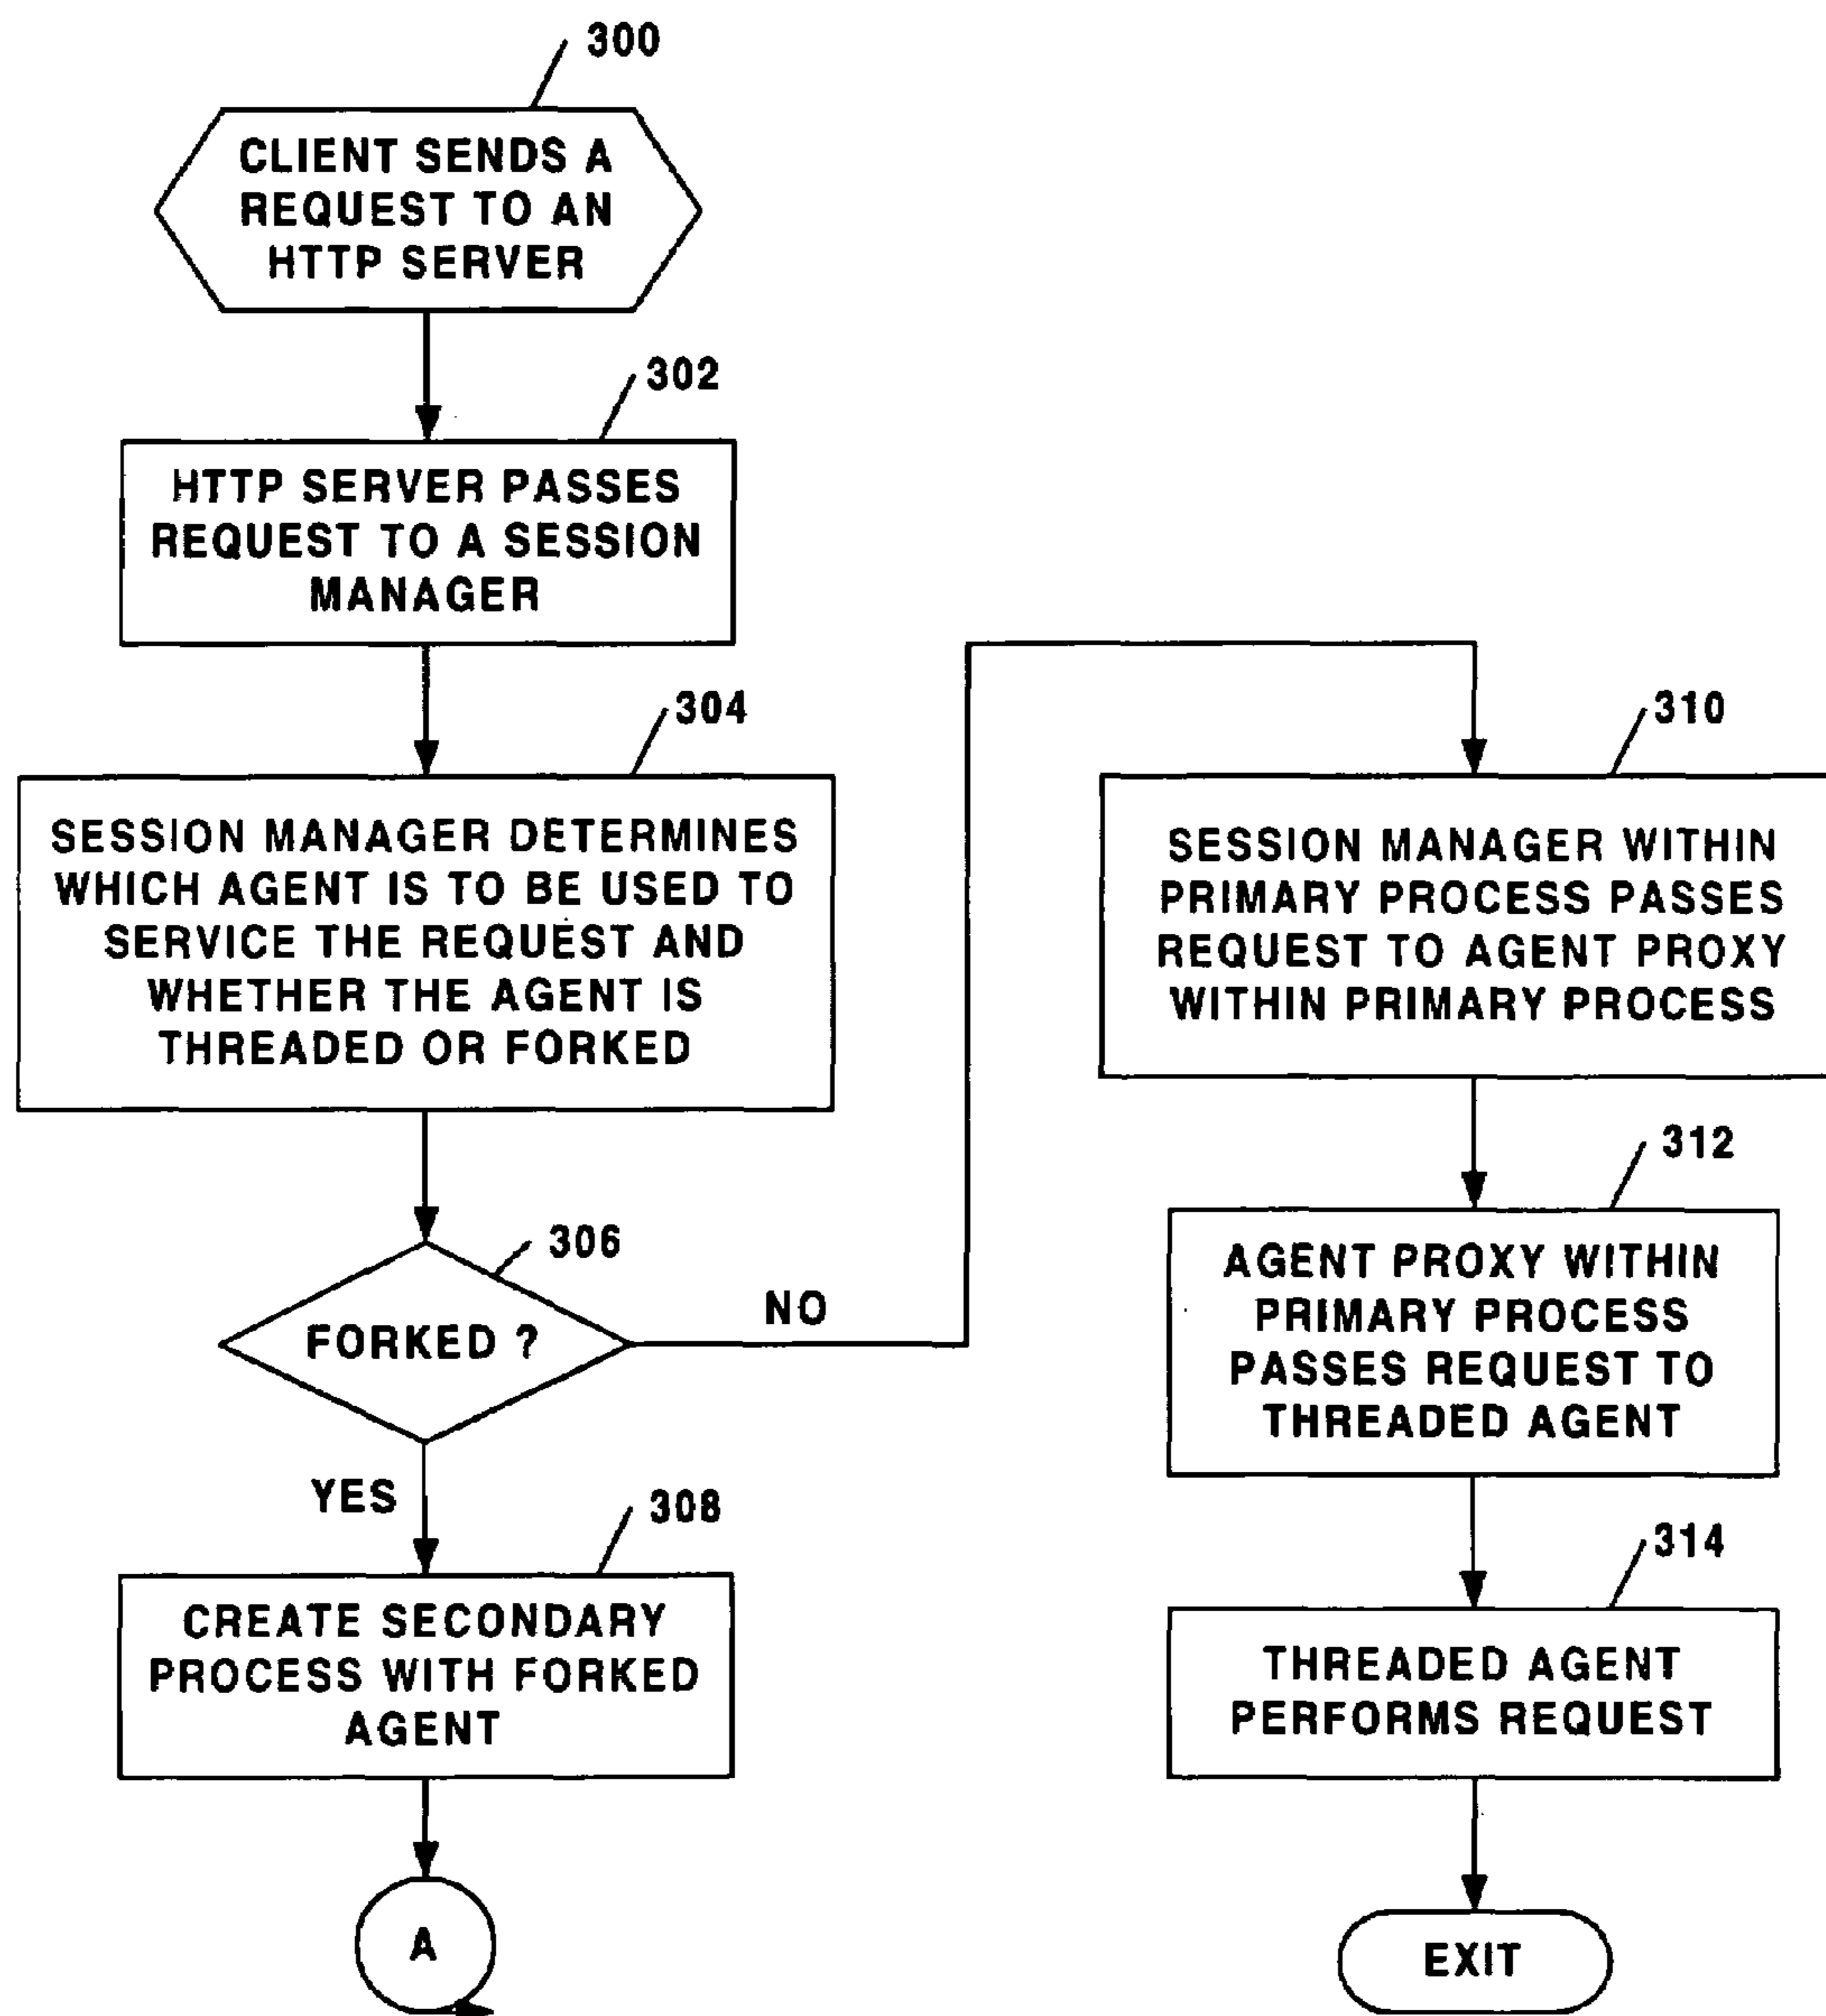 300
CLIENT SENDS A
REQUEST TO AN
HTTP SERVER
302
HTTP SERVER PASSES
REQUEST TO A SESSION
MANAGER
304
SESSION MANAGER DETERMINES
WHICH AGENT IS TO BE USED TO
SERVICE THE REQUEST AND
WHETHER THE AGENT IS
THREADED OR FORKED
306
FORKED ?
NO
YES
308
CREATE SECONDARY
PROCESS WITH FORKED
AGENT
A
310
SESSION MANAGER WITHIN
PRIMARY PROCESS PASSES
REQUEST TO AGENT PROXY
WITHIN PRIMARY PROCESS
312
AGENT PROXY WITHIN
PRIMARY PROCESS
PASSES REQUEST TO
THREADED AGENT
314
THREADED AGENT
PERFORMS REQUEST
EXIT